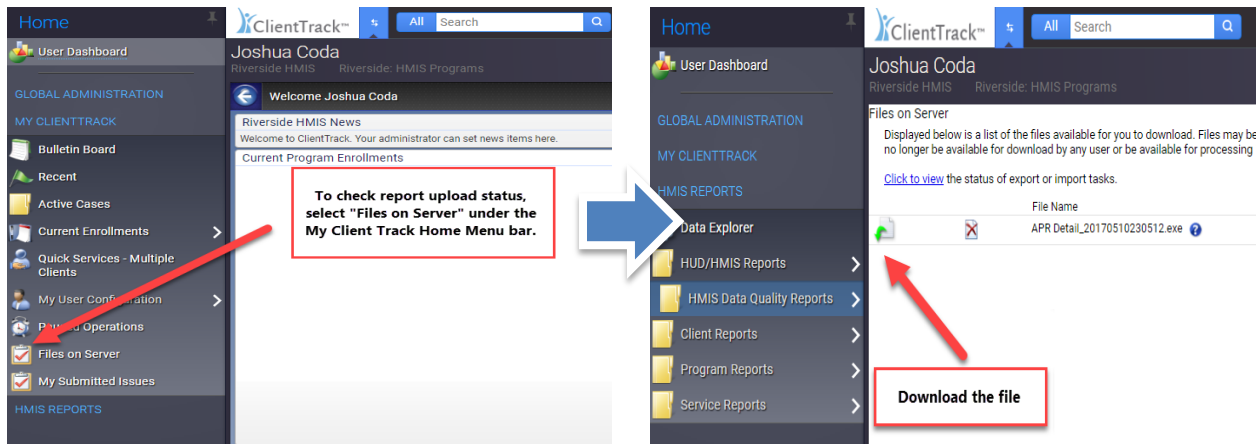 Home
User Dashboard
GLOBAL ADMINISTRATION
MY CLIENTTRACK
Bulletin Board
Recent
Active Cases
Current Enrollments
Quick Services - Multiple
Clients
My User Configuration
Paused Operations
Files on Server
My Submitted Issues
HMIS REPORTS
ClientTrack™
All
Search
Joshua Coda
Riverside HMIS Riverside: HMIS Programs
Welcome Joshua Coda
Riverside HMIS News
Welcome to ClientTrack. Your administrator can set news items here.
Current Program Enrollments
To check report upload status,
select "Files on Server" under the
My Client Track Home Menu bar.
Home
User Dashboard
GLOBAL ADMINISTRATION
MY CLIENTTRACK
HMIS REPORTS
Data Explorer
HUD/HMIS Reports
HMIS Data Quality Reports
Client Reports
Program Reports
Service Reports
ClientTrack™
All
Search
Joshua Coda
Riverside HMIS Riverside: HMIS Programs
Files on Server
Displayed below is a list of the files available for you to download. Files may be
no longer be available for download by any user or be available for processing
Click to view the status of export or import tasks.
File Name
APR Detail_20170510230512.exe
Download the file